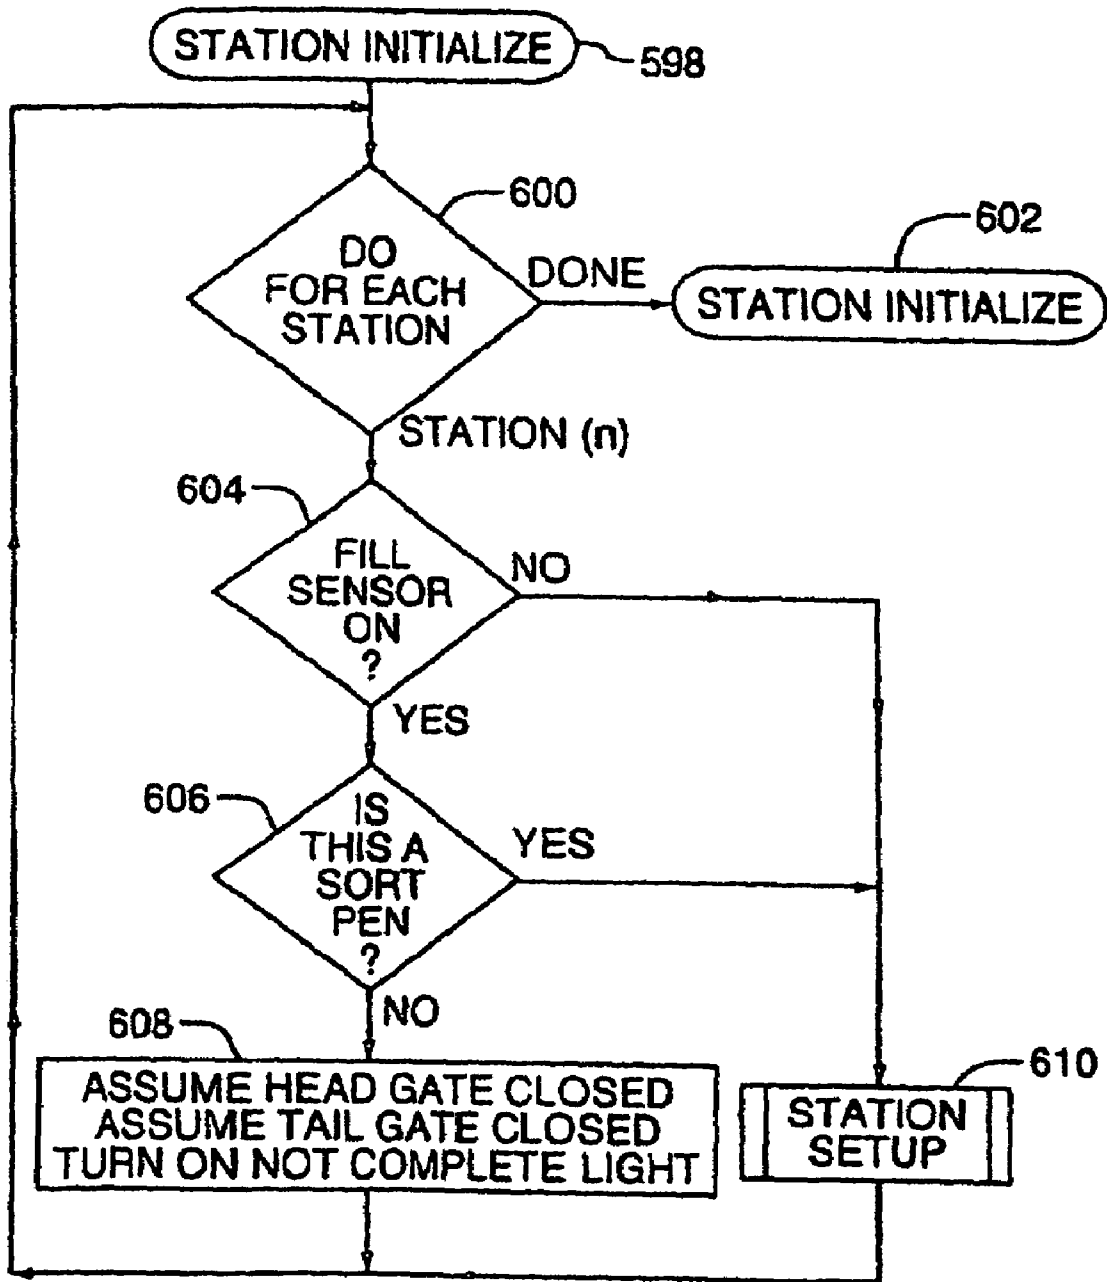 STATION INITIALIZE
598
600
602
DO
FOR EACH
STATION
DONE
STATION INITIALIZE
STATION (n)
604
FILL
SENSOR
ON
?
NO
YES
606
IS
THIS A
SORT
PEN
?
YES
NO
608
610
ASSUME HEAD GATE CLOSED
ASSUME TAIL GATE CLOSED
TURN ON NOT COMPLETE LIGHT
STATION
SETUP